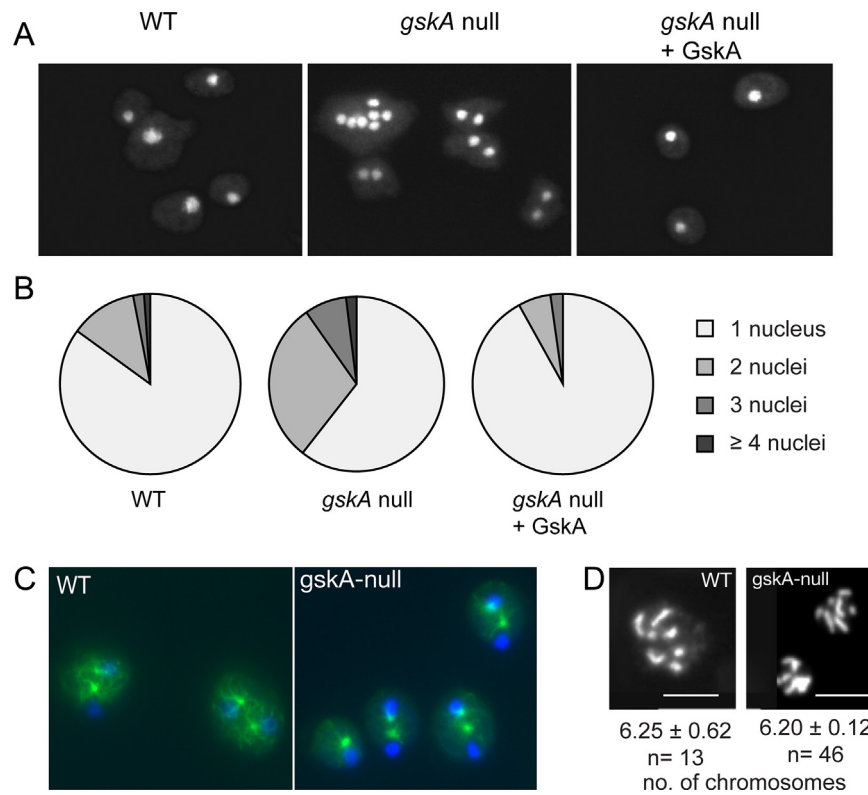 A
WT
gskA null
gskA null
+ GskA
B
1 nucleus
2 nuclei
3 nuclei
≥ 4 nuclei
WT
gskA null
gskA null
+ GskA
C
WT
gskA-null
D
WT
gskA-null
6.25 ± 0.62
n= 13
6.20 ± 0.12
n= 46
no. of chromosomes